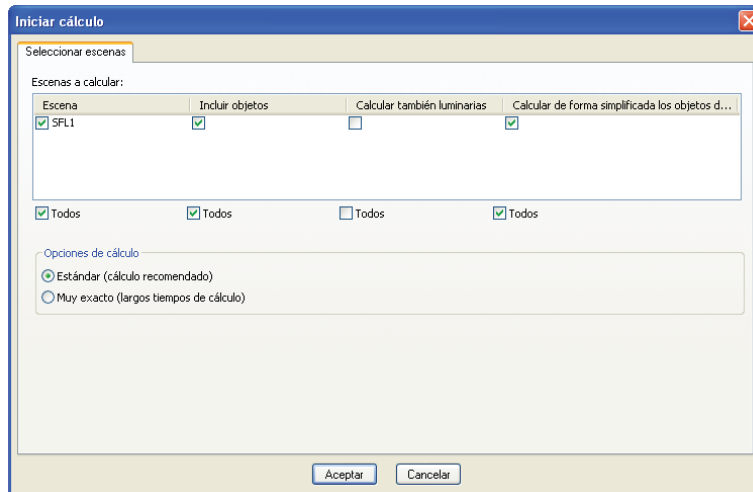 Iniciar cálculo
Seleccionar escenas
Escenas a calcular:
Escena Incluir objetos Calcular también luminarias Calcular de forma simplificada los objetos d...
SFL1
Todos Todos Todos Todos
Opciones de cálculo
Estándar (cálculo recomendado)
Muy exacto (largos tiempos de cálculo)
Aceptar Cancelar